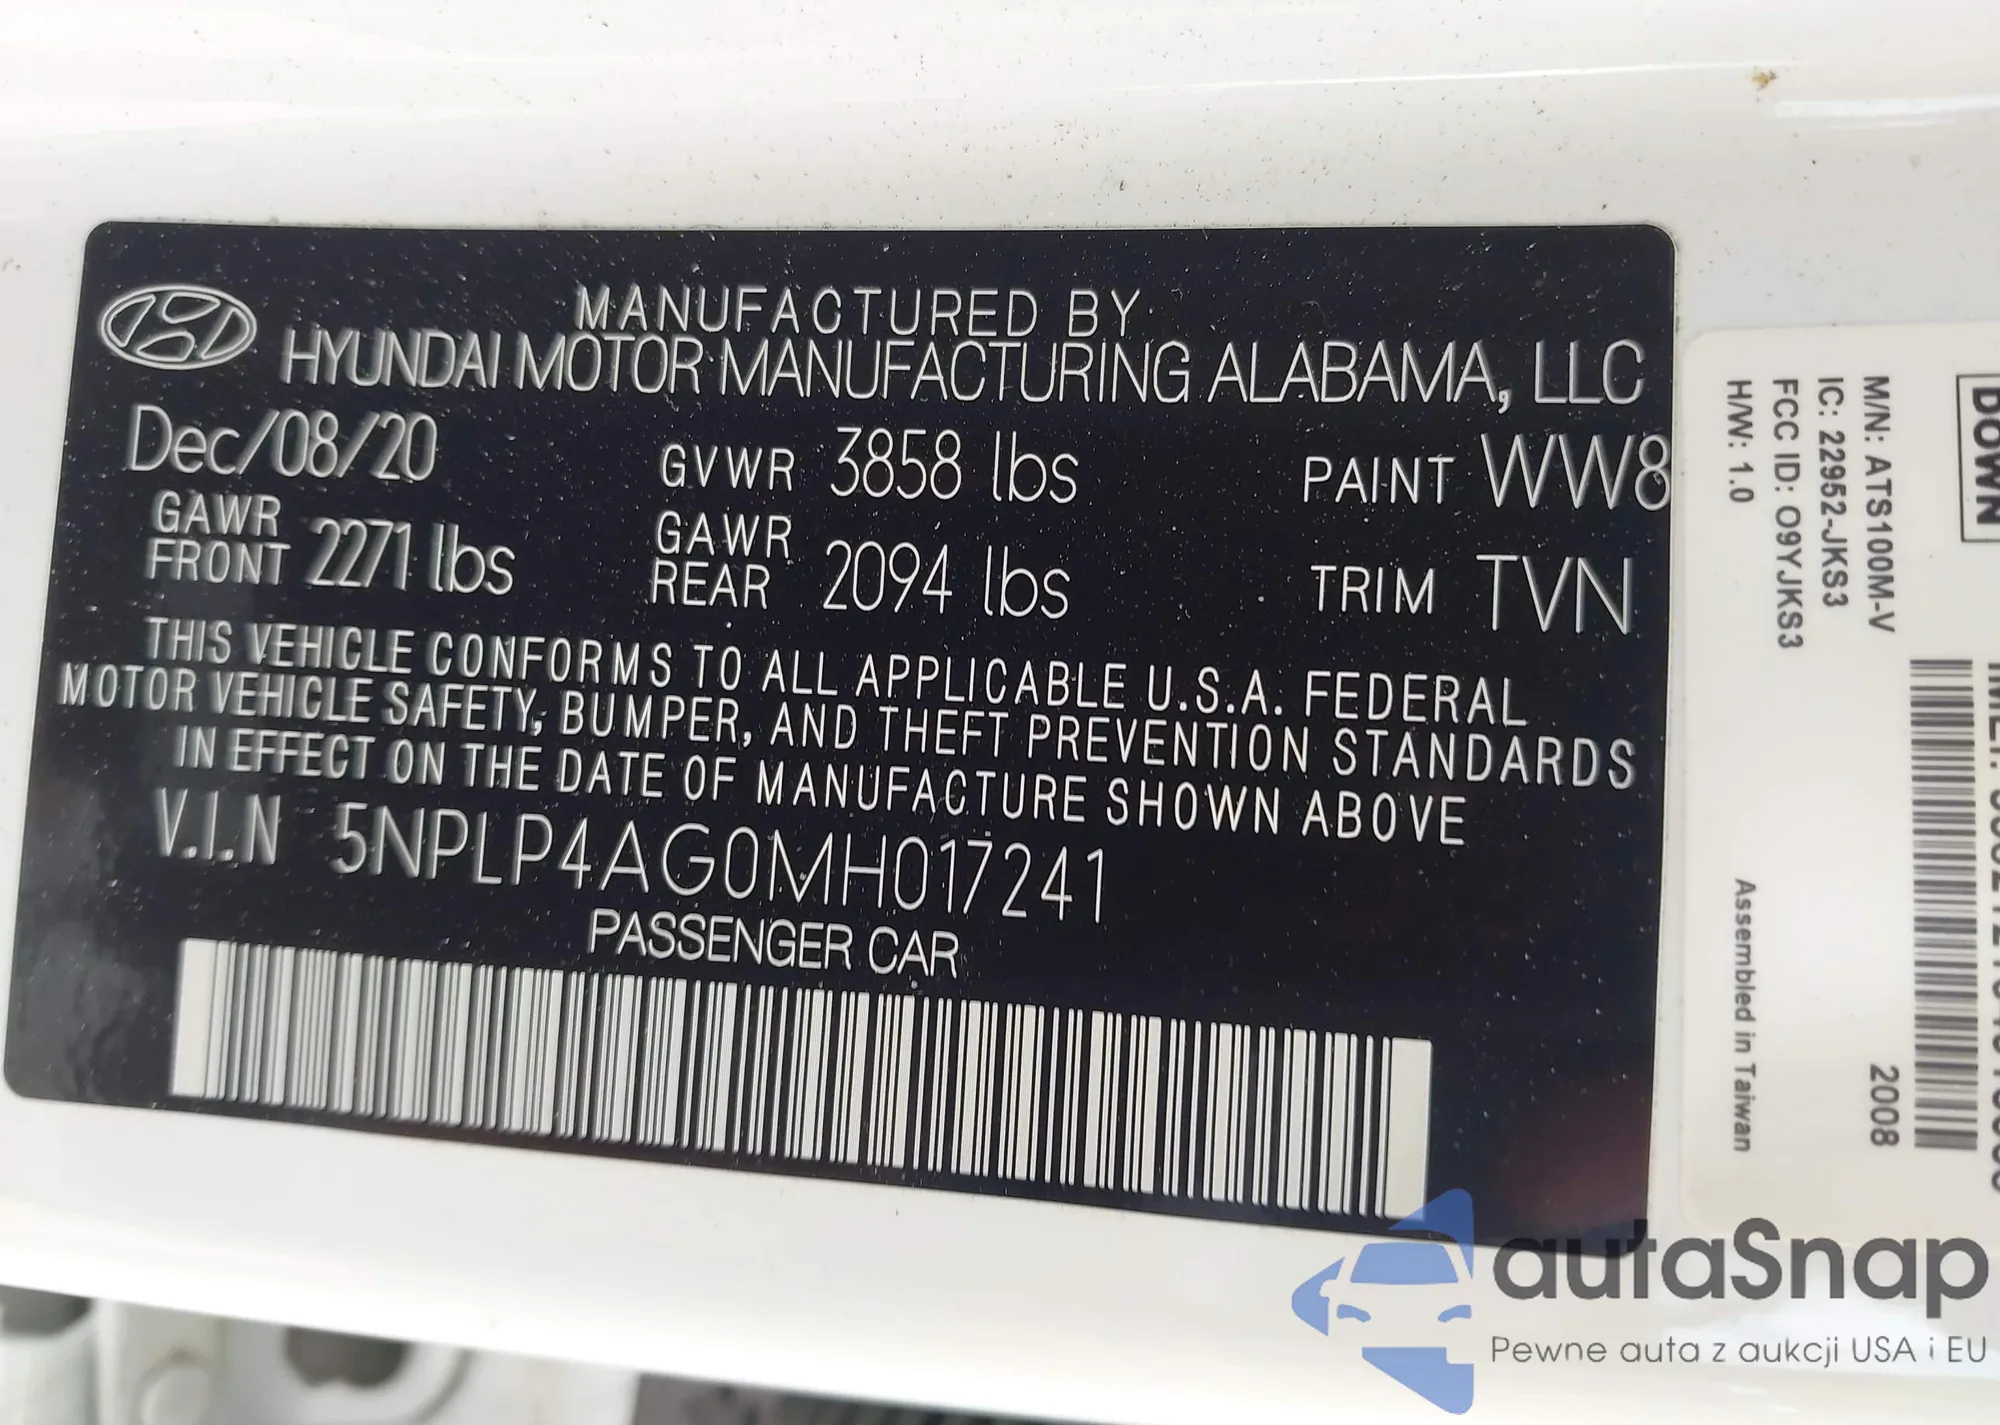 MANUFACTURED BY
HYUNDAI MOTOR MANUFACTURING ALABAMA, LLC
Dec/08/20 GVWR 3858 lbs PAINT WW8
GAWR FRONT 2271 lbs GAWR REAR 2094 lbs TRIM TVN
THIS VEHICLE CONFORMS TO ALL APPLICABLE U.S.A. FEDERAL
MOTOR VEHICLE SAFETY, BUMPER, AND THEFT PREVENTION STANDARDS
IN EFFECT ON THE DATE OF MANUFACTURE SHOWN ABOVE
V.I.N 5NPLP4AG0MH017241
PASSENGER CAR
DOWN
M/N: ATS100M-V
IC: 22952-JKS3
FCC ID: O9YJKS3
H/W: 1.0
Assembled in Taiwan
2008
autaSnap
Pewne auta z aukcji USA i EU